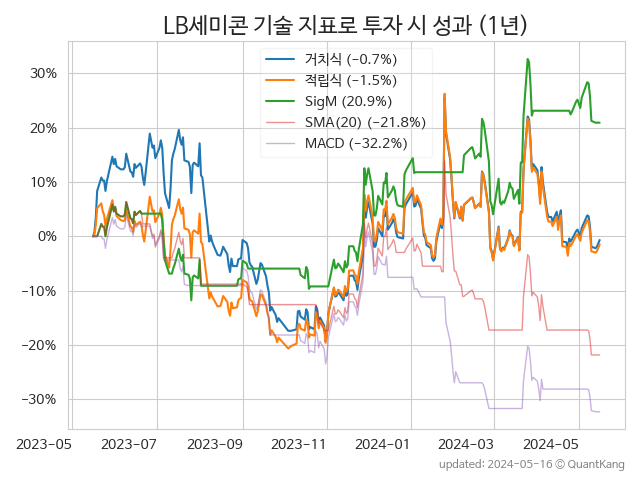 LB세미콘 기술 지표로 투자 시 성과 (1년)
거치식 (−0.7%)
적립식 (−1.5%)
SigM (20.9%)
SMA(20) (−21.8%)
MACD (−32.2%)
30%
20%
10%
0%
−10%
−20%
−30%
2023-05 2023-07 2023-09 2023-11 2024-01 2024-03 2024-05
updated: 2024-05-16 © QuantKang